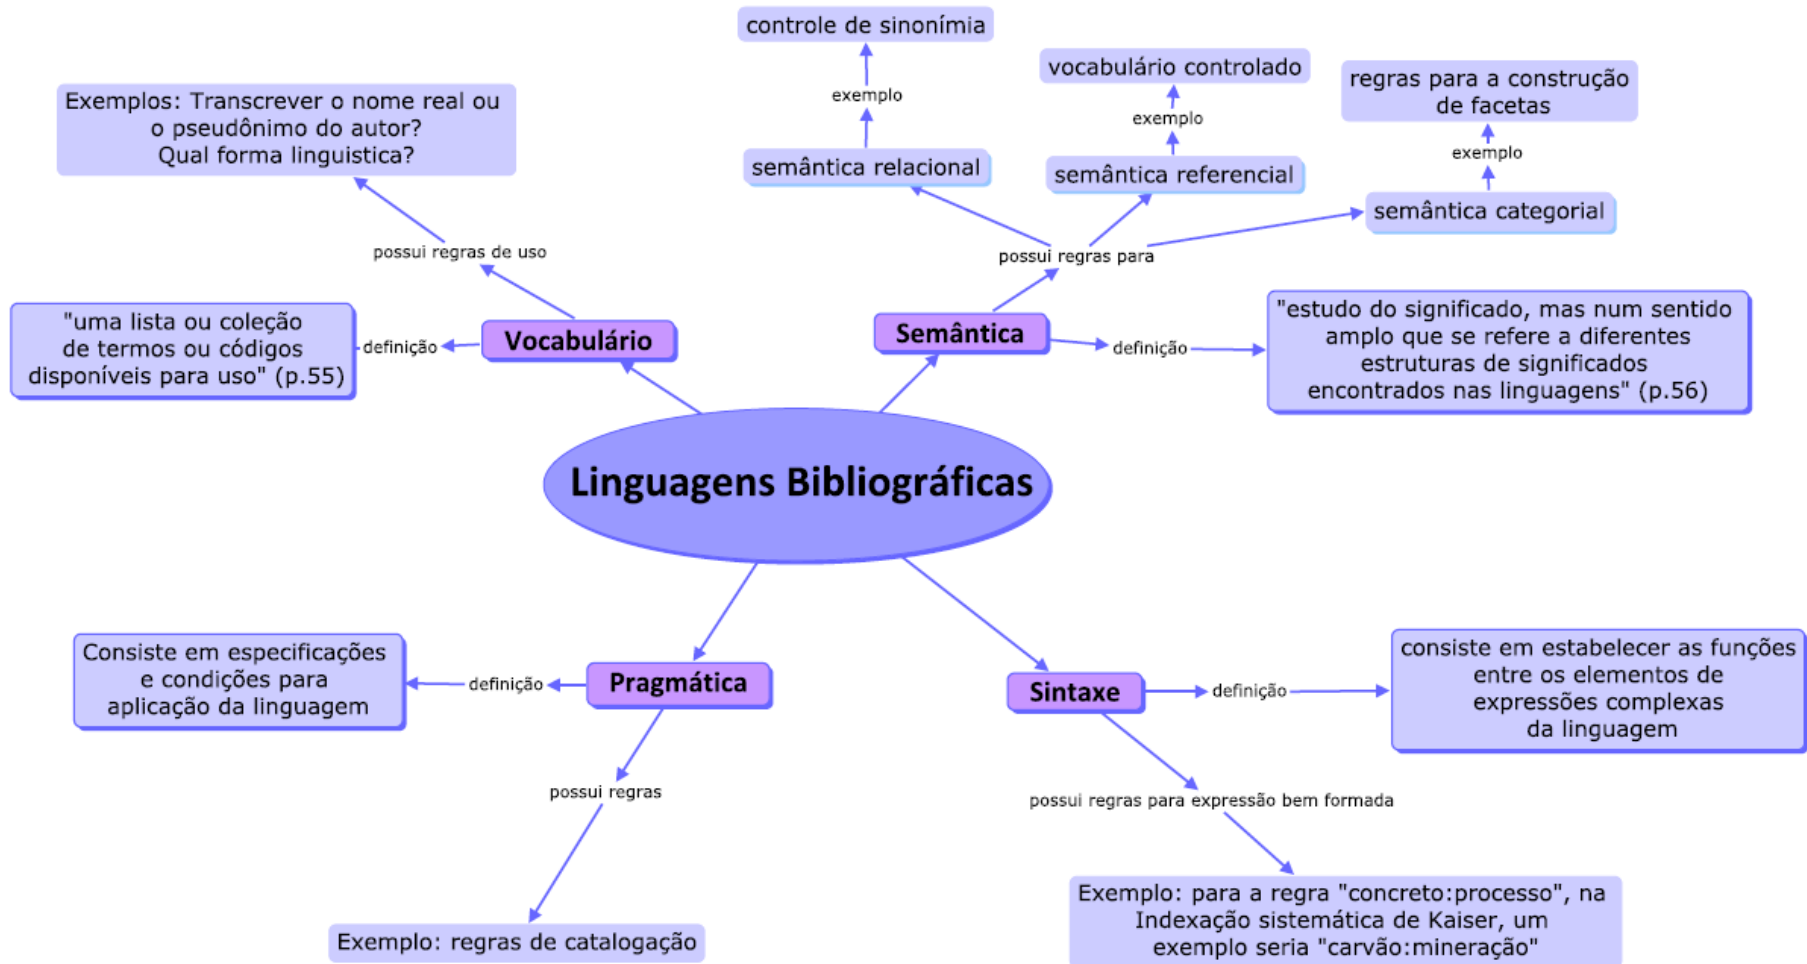 controle de sinonímia
exemplo
semântica relacional
vocabulário controlado
exemplo
semântica referencial
regras para a construção
de facetas
exemplo
semântica categorial
possui regras para
Exemplos: Transcrever o nome real ou
o pseudônimo do autor?
Qual forma linguistica?
possui regras de uso
"uma lista ou coleção
de termos ou códigos
disponíveis para uso" (p.55)
definição
Vocabulário
Semântica
definição
"estudo do significado, mas num sentido
amplo que se refere a diferentes
estruturas de significados
encontrados nas linguagens" (p.56)
Linguagens Bibliográficas
Consiste em especificações
e condições para
aplicação da linguagem
definição
Pragmática
possui regras
Exemplo: regras de catalogação
Sintaxe
definição
consiste em estabelecer as funções
entre os elementos de
expressões complexas
da linguagem
possui regras para expressão bem formada
Exemplo: para a regra "concreto:processo", na
Indexação sistemática de Kaiser, um
exemplo seria "carvão:mineração"